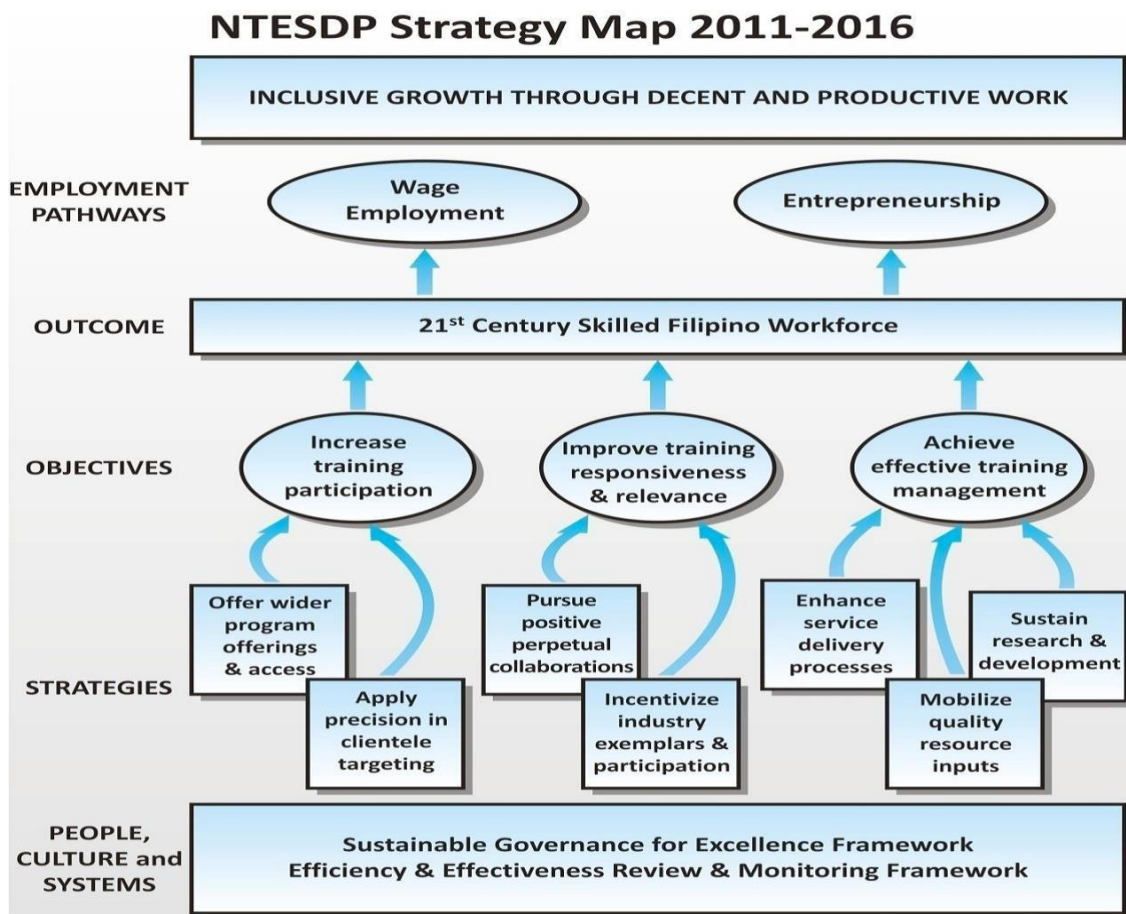 NTESDP Strategy Map 2011-2016
INCLUSIVE GROWTH THROUGH DECENT AND PRODUCTIVE WORK
EMPLOYMENT
PATHWAYS
Wage
Employment
Entrepreneurship
OUTCOME
21st Century Skilled Filipino Workforce
OBJECTIVES
Increase
training
participation
Improve training
responsiveness
& relevance
Achieve
effective training
management
STRATEGIES
Offer wider
program
offerings
& access
Apply
precision in
clientele
targeting
Pursue
positive
perpetual
collaborations
Incentivize
industry
exemplars &
participation
Enhance
service
delivery
processes
Mobilize
quality
resource
inputs
Sustain
research &
development
PEOPLE,
CULTURE and
SYSTEMS
Sustainable Governance for Excellence Framework
Efficiency & Effectiveness Review & Monitoring Framework